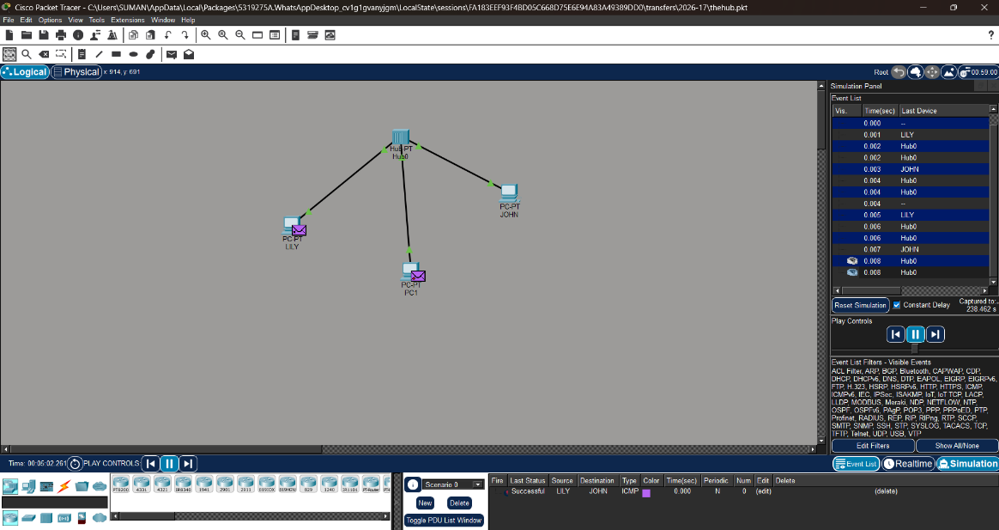 Cisco Packet Tracer - C:\Users\SUMAN\AppData\Local\Packages\5319275A.WhatsAppDesktop_cv1g1gvanyjgm\LocalState\sessions\FA183EEF93F4BD05C668D75E6E94A83A49389DD0\transfers\2026-17\thehub.pkt
File Edit Options View Tools Extensions Window Help
Logical Physical x: 914, y: 691 Root 00:59:00
Hub-PT
Hub0
PC-PT
JOHN
PC-PT
LILY
PC-PT
PC1
Simulation Panel
Event List
Vis. Time(sec) Last Device
0.000 --
0.001 LILY
0.002 Hub0
0.002 Hub0
0.003 JOHN
0.004 Hub0
0.004 Hub0
0.004 --
0.005 LILY
0.006 Hub0
0.006 Hub0
0.007 JOHN
0.008 Hub0
0.008 Hub0
Reset Simulation Constant Delay Captured to:
238.462 s
Play Controls
Event List Filters - Visible Events
ACL Filter, ARP, BGP, Bluetooth, CAPWAP, CDP,
DHCP, DHCPv6, DNS, DTP, EAPOL, EIGRP, EIGRPv6,
FTP, H.323, HSRP, HSRPv6, HTTP, HTTPS, ICMP,
ICMPv6, IEC, IPSec, ISAKMP, IoT, IoT TCP, LACP,
LLDP, MODBUS, Meraki, NDP, NETFLOW, NTP,
OSPF, OSPFv6, PAgP, POP3, PPP, PPPoED, PTP,
Profinet, RADIUS, REP, RIP, RIPng, RTP, SCCP,
SMTP, SNMP, SSH, STP, SYSLOG, TACACS, TCP,
TFTP, Telnet, UDP, USB, VTP
Edit Filters Show All/None
Time: 00:05:02.261 PLAY CONTROLS: Event List Realtime Simulation
PT8200 4331 4321 IR8340 1941 2901 2911 819IOX 819HGW 829 1240 IR1101 PT-Router
Scenario 0
New Delete
Toggle PDU List Window
Fire Last Status Source Destination Type Color Time(sec) Periodic Num Edit Delete
Successful LILY JOHN ICMP 0.000 N 0 (edit) (delete)